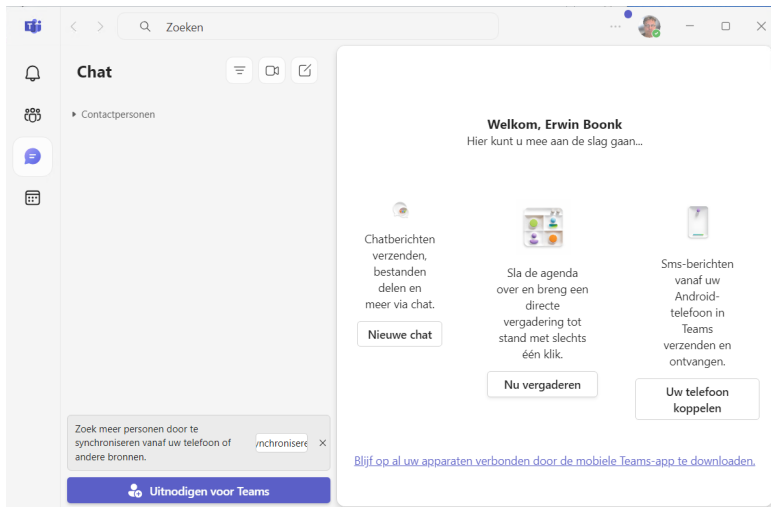 Zoeken
Chat
Contactpersonen
Welkom, Erwin Boonk
Hier kunt u mee aan de slag gaan...
Chatberichten
verzenden,
bestanden
delen en
meer via chat.
Nieuwe chat
Sla de agenda
over en breng een
directe
vergadering tot
stand met slechts
één klik.
Nu vergaderen
Sms-berichten
vanaf uw
Android-
telefoon in
Teams
verzenden en
ontvangen.
Uw telefoon
koppelen
Zoek meer personen door te
synchroniseren vanaf uw telefoon of
andere bronnen.
ynchronisere
Uitnodigen voor Teams
Blijf op al uw apparaten verbonden door de mobiele Teams-app te downloaden.